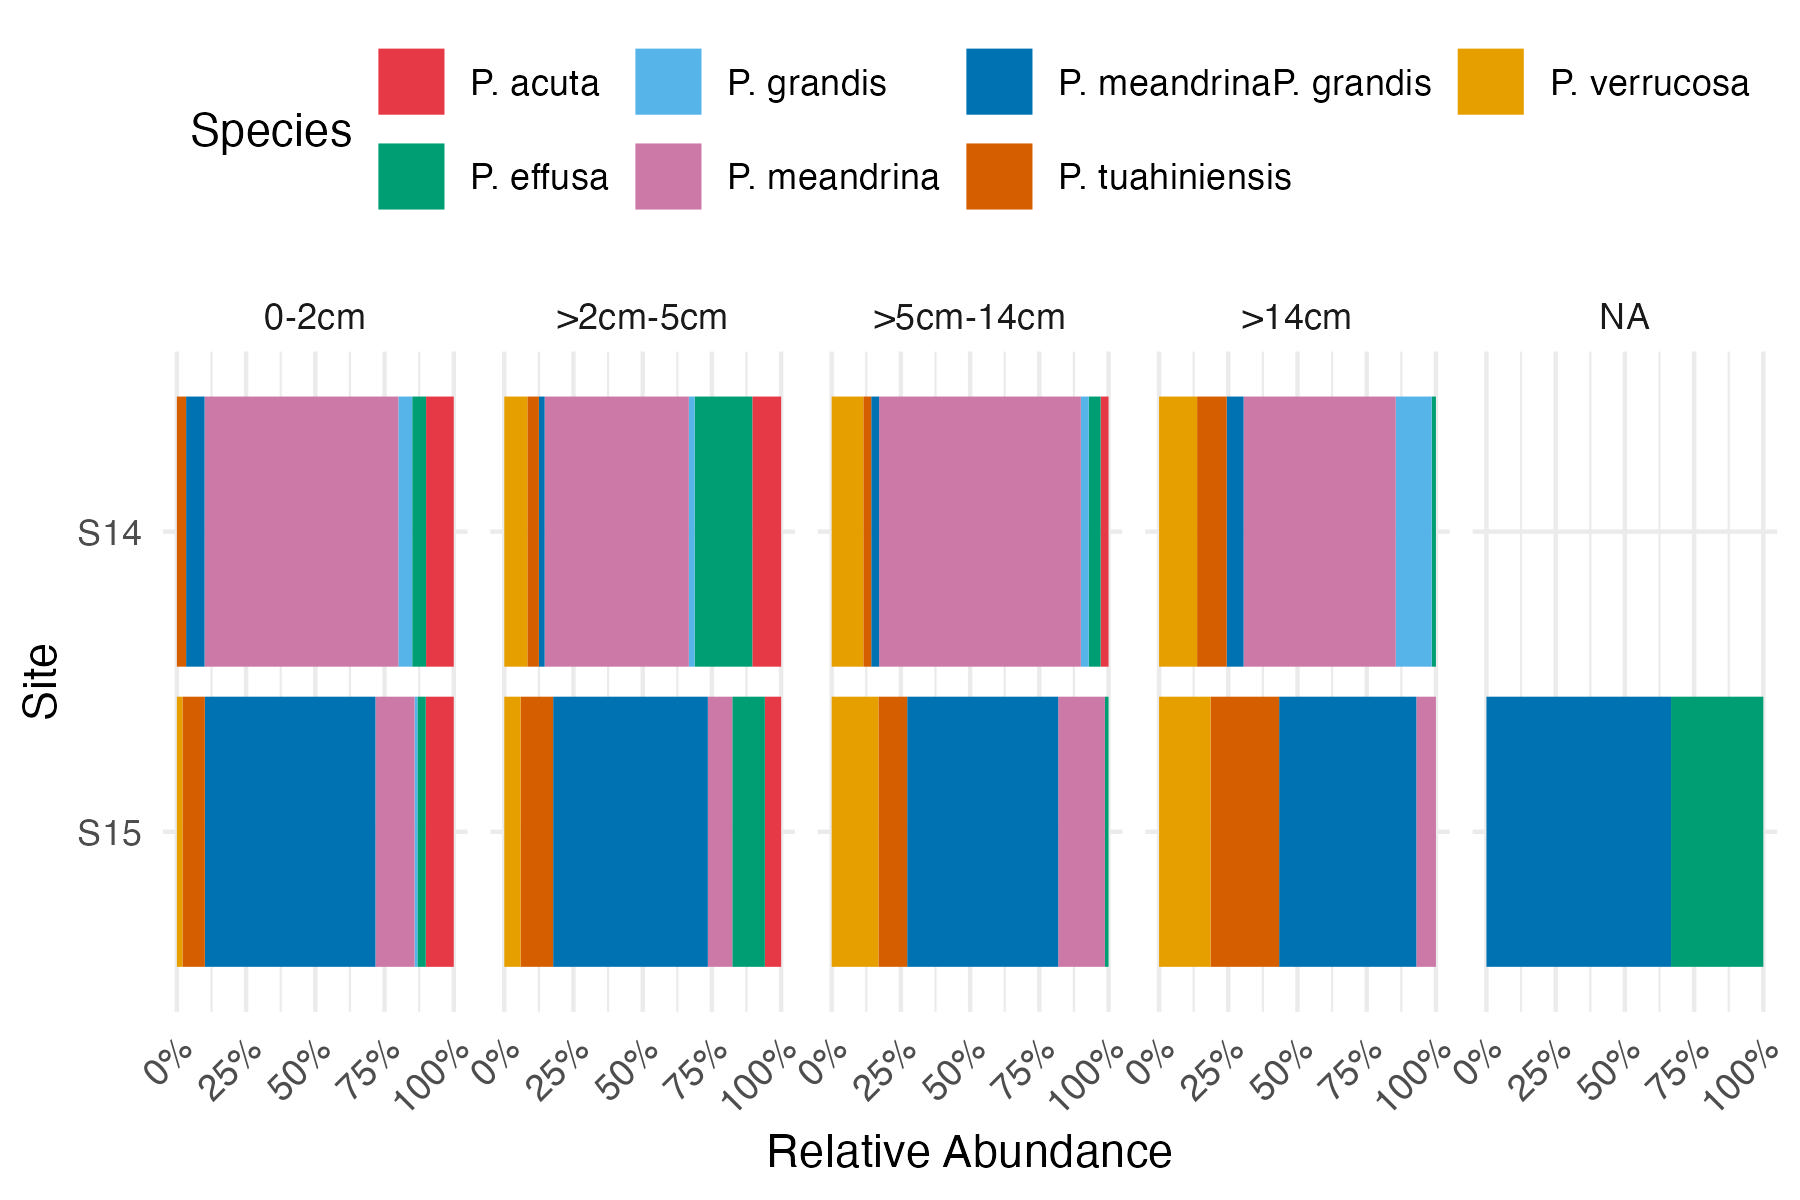 Species
P. acuta P. grandis P. meandrinaP. grandis P. verrucosa
P. effusa P. meandrina P. tuahiniensis
0-2cm >2cm-5cm >5cm-14cm >14cm NA
S14
S15
Site
0% 25% 50% 75% 100% 0% 25% 50% 75% 100% 0% 25% 50% 75% 100% 0% 25% 50% 75% 100% 0% 25% 50% 75% 100%
Relative Abundance